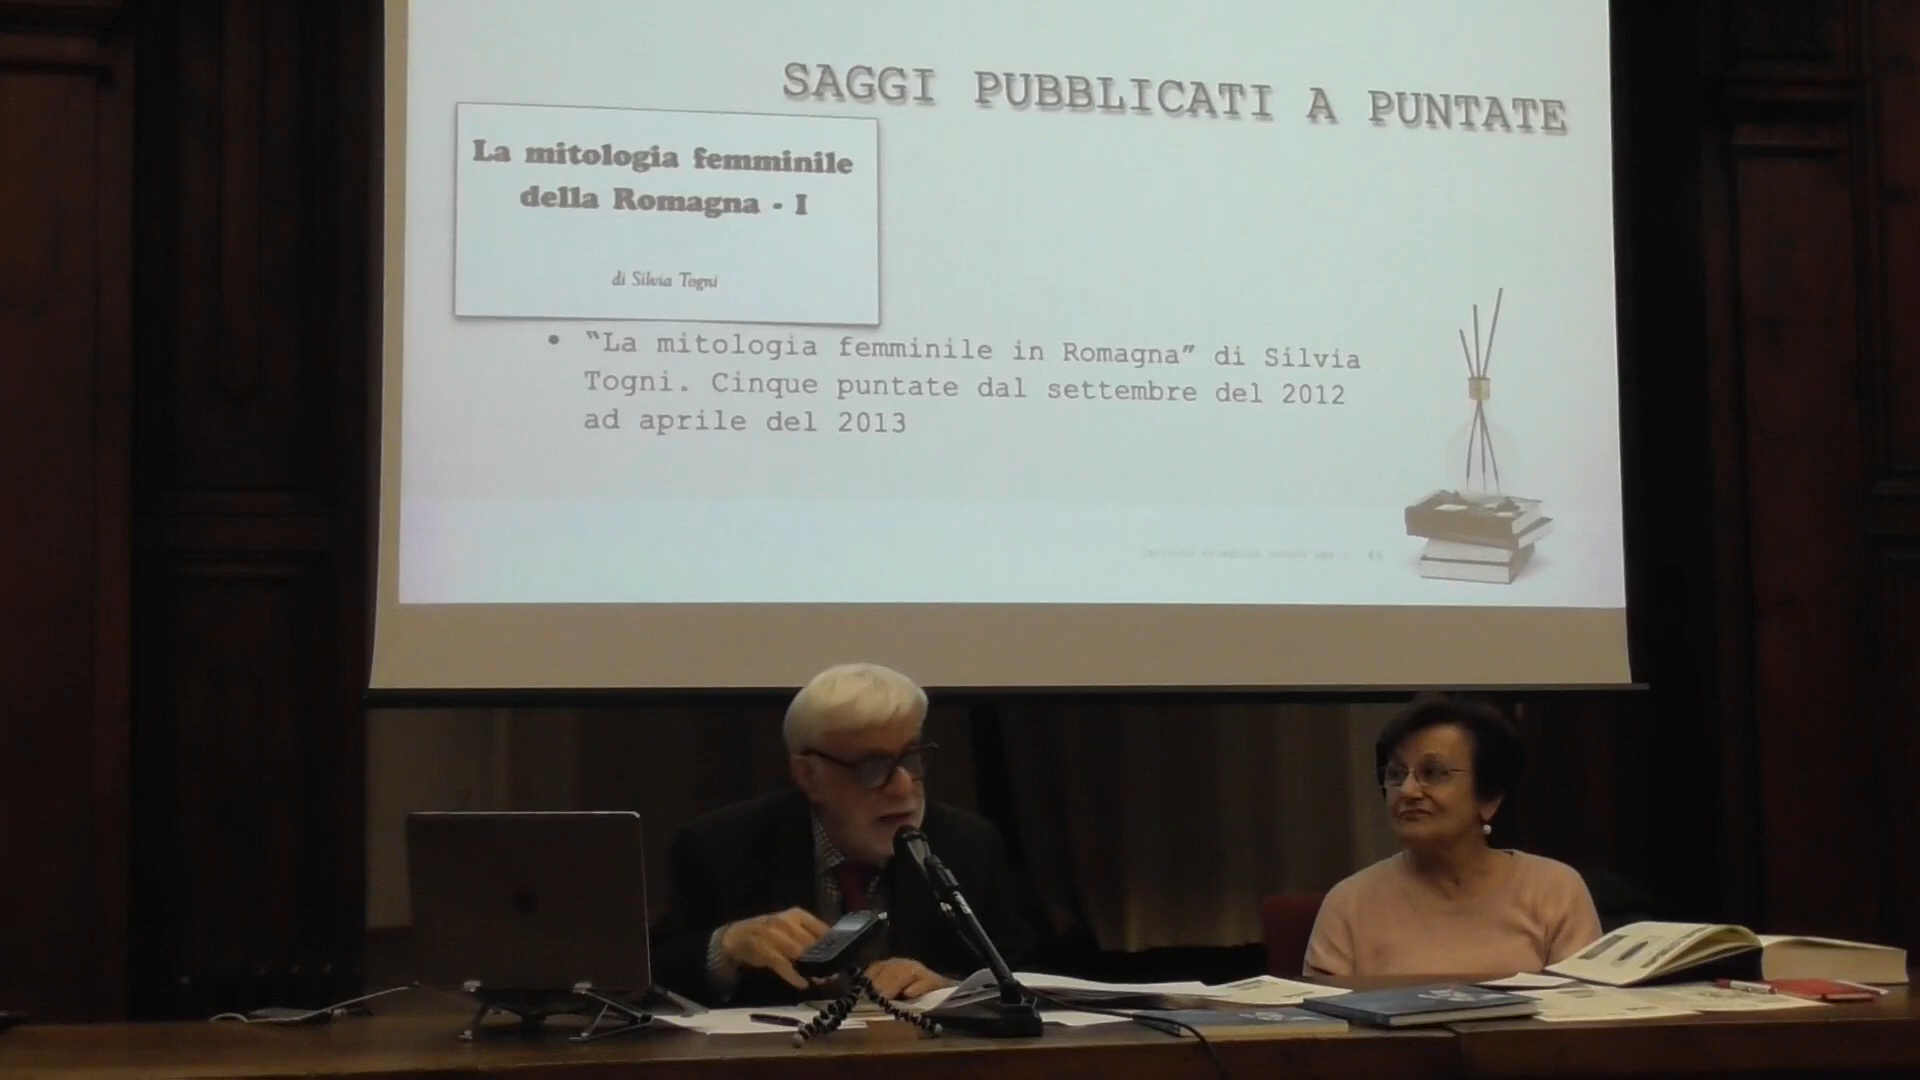 SAGGI PUBBLICATI A PUNTATE
La mitologia femminile
della Romagna - I
di Silvia Togni
• “La mitologia femminile in Romagna” di Silvia
Togni. Cinque puntate dal settembre del 2012
ad aprile del 2013